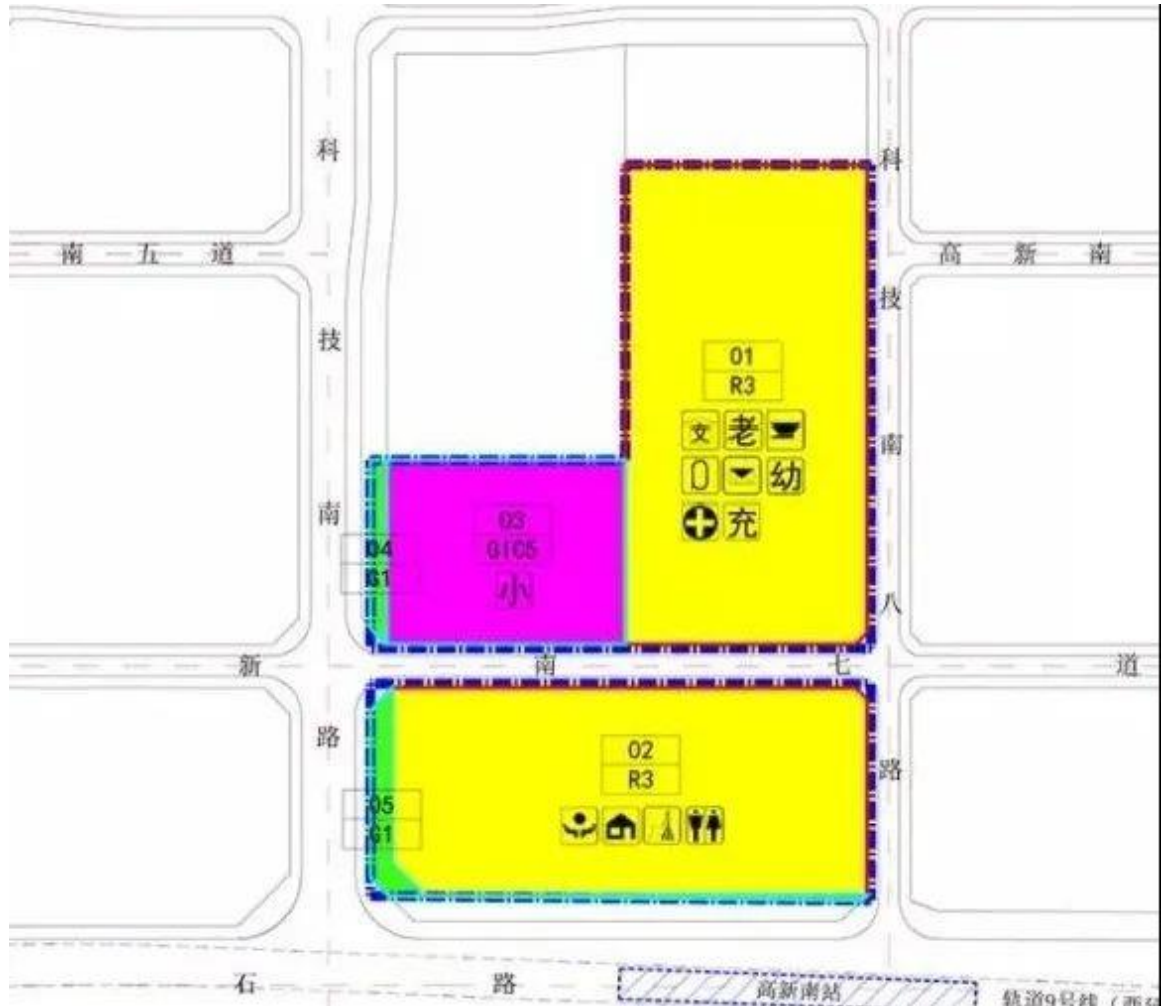 科
科
南 五 道
高 新 南
技
技
01
R3
文 老
幼
充
南
南
03
GIC5
小
04
G1
八
新 南 七 道
路
路
02
R3
05
G1
石 路
高新南站
轨道9号线（西